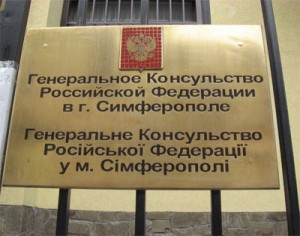 Генеральное Консульство
Российской Федерации
в г. Симферополе
Генеральне Консульство
Російської Федерації
у м. Сімферополі